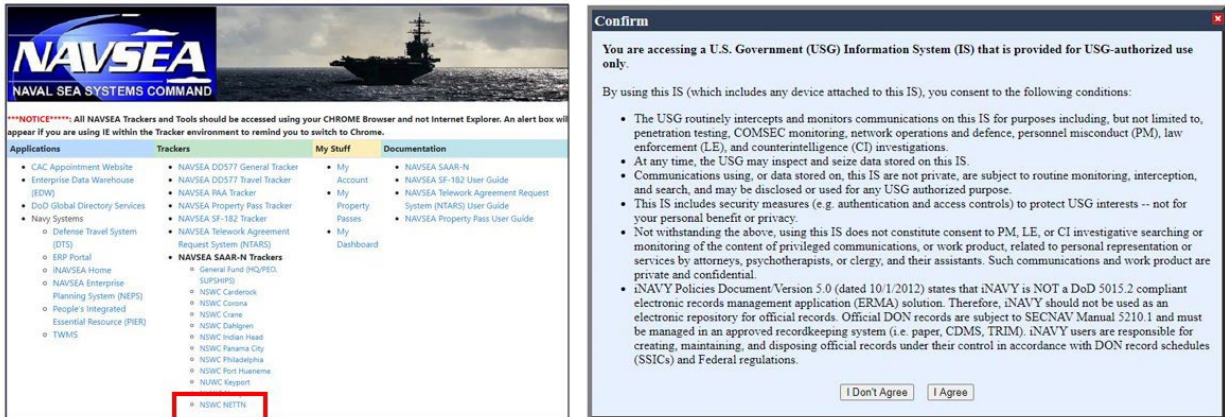 NAVSEA
NAVAL SEA SYSTEMS COMMAND
***NOTICE*****: All NAVSEA Trackers and Tools should be accessed using your CHROME Browser and not Internet Explorer. An alert box will
appear if you are using IE within the Tracker environment to remind you to switch to Chrome.
Applications
CAC Appointment Website
Enterprise Data Warehouse
(EDW)
DoD Global Directory Services
Navy Systems
Defense Travel System
(DTS)
ERP Portal
iNAVSEA Home
NAVSEA Enterprise
Planning System (NEPS)
People's Integrated
Essential Resource (PIER)
TWMS
Trackers
NAVSEA DD577 General Tracker
NAVSEA DD577 Travel Tracker
NAVSEA PAA Tracker
NAVSEA Property Pass Tracker
NAVSEA SF-182 Tracker
NAVSEA Telework Agreement
Request System (NTARS)
NAVSEA SAAR-N Trackers
General Fund (HQ/PEO,
SUPSHIPS)
NSWC Carderock
NSWC Corona
NSWC Crane
NSWC Dahlgren
NSWC Indian Head
NSWC Panama City
NSWC Philadelphia
NSWC Port Hueneme
NUWC Keyport
NSWC NETTN
My Stuff
My
Account
My
Property
Passes
My
Dashboard
Documentation
NAVSEA SAAR-N
NAVSEA SF-182 User Guide
NAVSEA Telework Agreement Request
System (NTARS) User Guide
NAVSEA Property Pass User Guide
Confirm
You are accessing a U.S. Government (USG) Information System (IS) that is provided for USG-authorized use
only.
By using this IS (which includes any device attached to this IS), you consent to the following conditions:
The USG routinely intercepts and monitors communications on this IS for purposes including, but not limited to,
penetration testing, COMSEC monitoring, network operations and defence, personnel misconduct (PM), law
enforcement (LE), and counterintelligence (CI) investigations.
At any time, the USG may inspect and seize data stored on this IS.
Communications using, or data stored on, this IS are not private, are subject to routine monitoring, interception,
and search, and may be disclosed or used for any USG authorized purpose.
This IS includes security measures (e.g. authentication and access controls) to protect USG interests -- not for
your personal benefit or privacy.
Not withstanding the above, using this IS does not constitute consent to PM, LE, or CI investigative searching or
monitoring of the content of privileged communications, or work product, related to personal representation or
services by attorneys, psychotherapists, or clergy, and their assistants. Such communications and work product are
private and confidential.
iNAVY Policies Document/Version 5.0 (dated 10/1/2012) states that iNAVY is NOT a DoD 5015.2 compliant
electronic records management application (ERMA) solution. Therefore, iNAVY should not be used as an
electronic repository for official records. Official DON records are subject to SECNAV Manual 5210.1 and must
be managed in an approved recordkeeping system (i.e. paper, CDMS, TRIM). iNAVY users are responsible for
creating, maintaining, and disposing official records under their control in accordance with DON record schedules
(SSICs) and Federal regulations.
I Don't Agree
I Agree